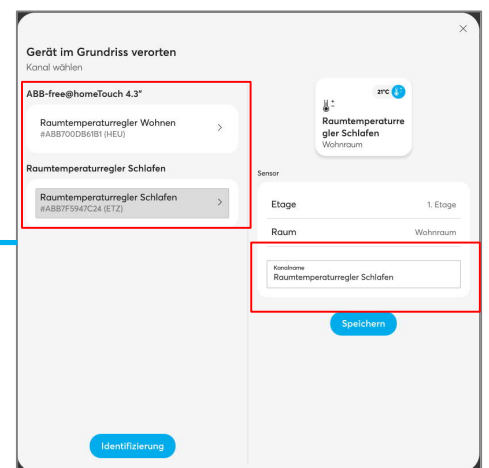 Gerät im Grundriss verorten
Kanal wählen
ABB-free@homeTouch 4.3"
Raumtemperaturregler Wohnen
#ABB700DB61B1 (HEU)
Raumtemperaturregler Schlafen
Raumtemperaturregler Schlafen
#ABB7F5947C24 (ETZ)
Identifizierung
21°C
Raumtemperaturre
gler Schlafen
Wohnraum
Sensor
Etage 1. Etage
Raum Wohnraum
Kanalname
Raumtemperaturregler Schlafen
Speichern